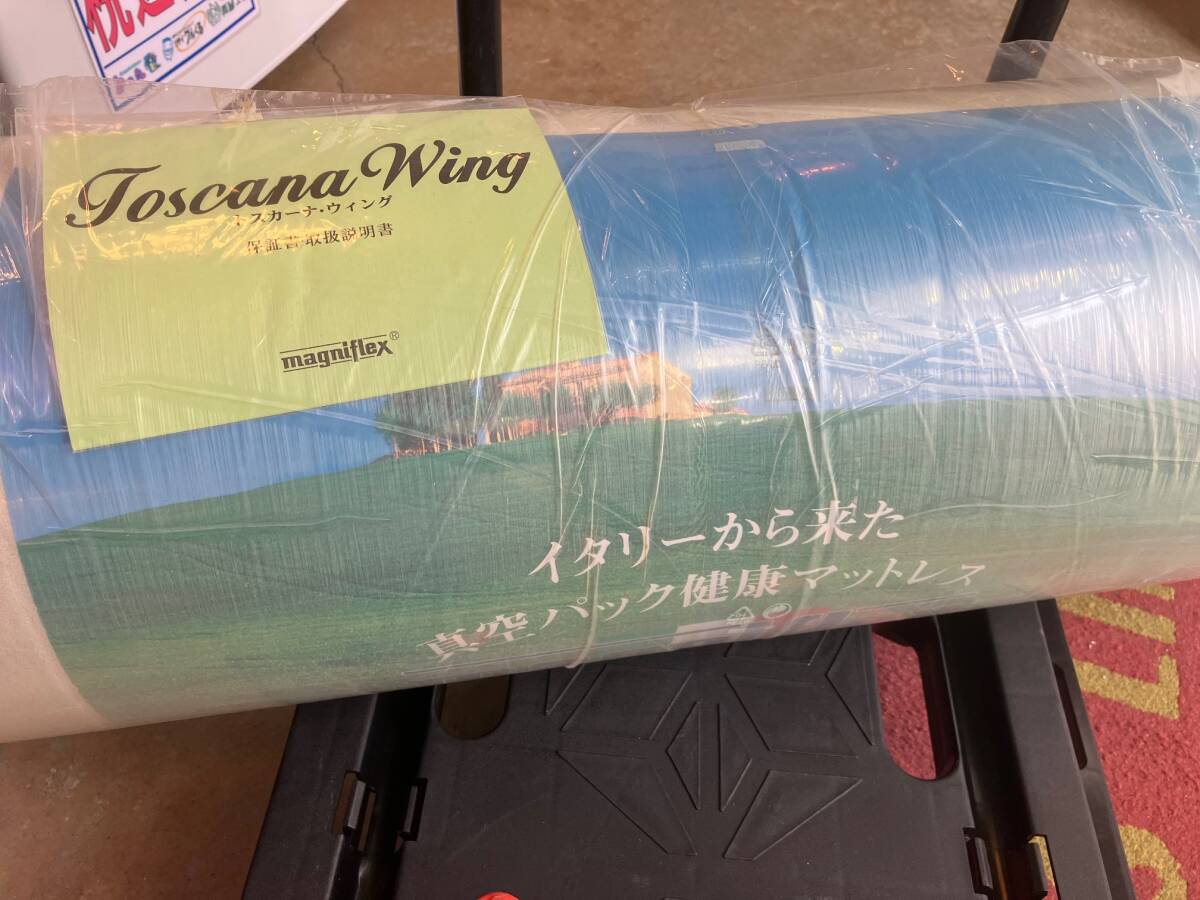 Toscana Wing
トスカーナ・ウィング
保証書・取扱説明書
magniflex®
イタリーから来た
真空パック健康マットレス